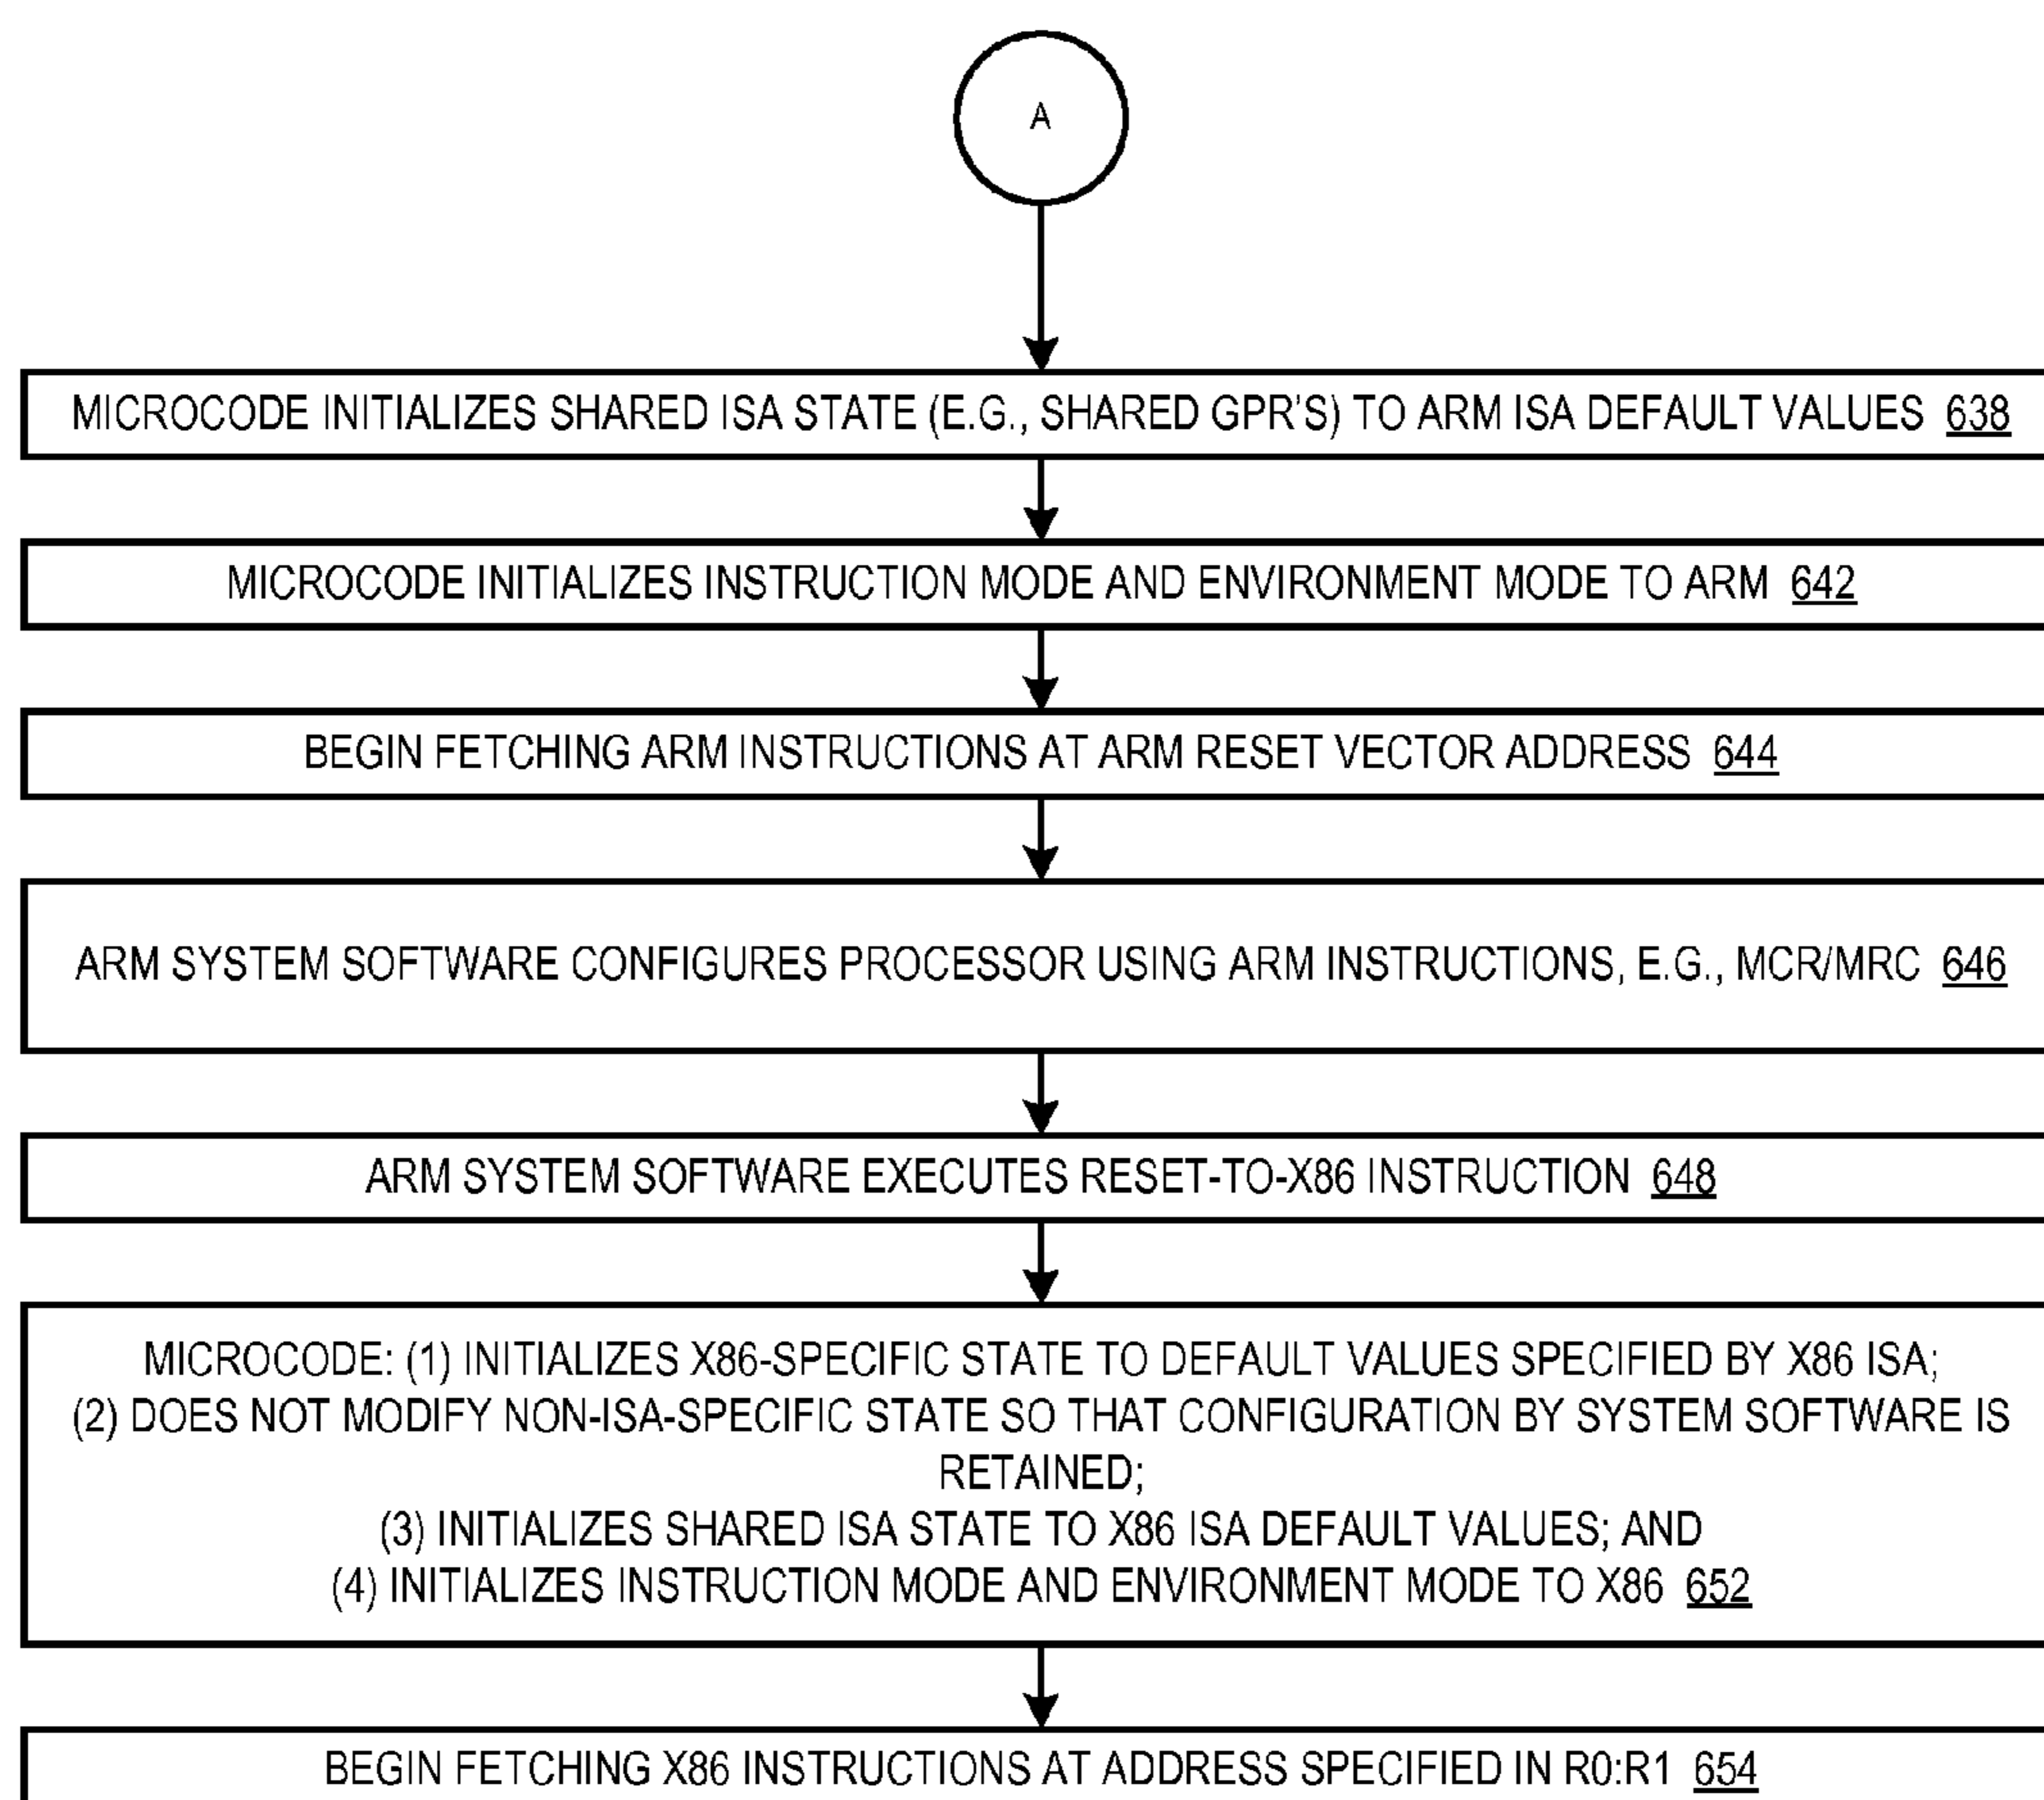 A
MICROCODE INITIALIZES SHARED ISA STATE (E.G., SHARED GPR'S) TO ARM ISA DEFAULT VALUES 638
MICROCODE INITIALIZES INSTRUCTION MODE AND ENVIRONMENT MODE TO ARM 642
BEGIN FETCHING ARM INSTRUCTIONS AT ARM RESET VECTOR ADDRESS 644
ARM SYSTEM SOFTWARE CONFIGURES PROCESSOR USING ARM INSTRUCTIONS, E.G., MCR/MRC 646
ARM SYSTEM SOFTWARE EXECUTES RESET-TO-X86 INSTRUCTION 648
MICROCODE: (1) INITIALIZES X86-SPECIFIC STATE TO DEFAULT VALUES SPECIFIED BY X86 ISA;
(2) DOES NOT MODIFY NON-ISA-SPECIFIC STATE SO THAT CONFIGURATION BY SYSTEM SOFTWARE IS
RETAINED;
(3) INITIALIZES SHARED ISA STATE TO X86 ISA DEFAULT VALUES; AND
(4) INITIALIZES INSTRUCTION MODE AND ENVIRONMENT MODE TO X86 652
BEGIN FETCHING X86 INSTRUCTIONS AT ADDRESS SPECIFIED IN R0:R1 654